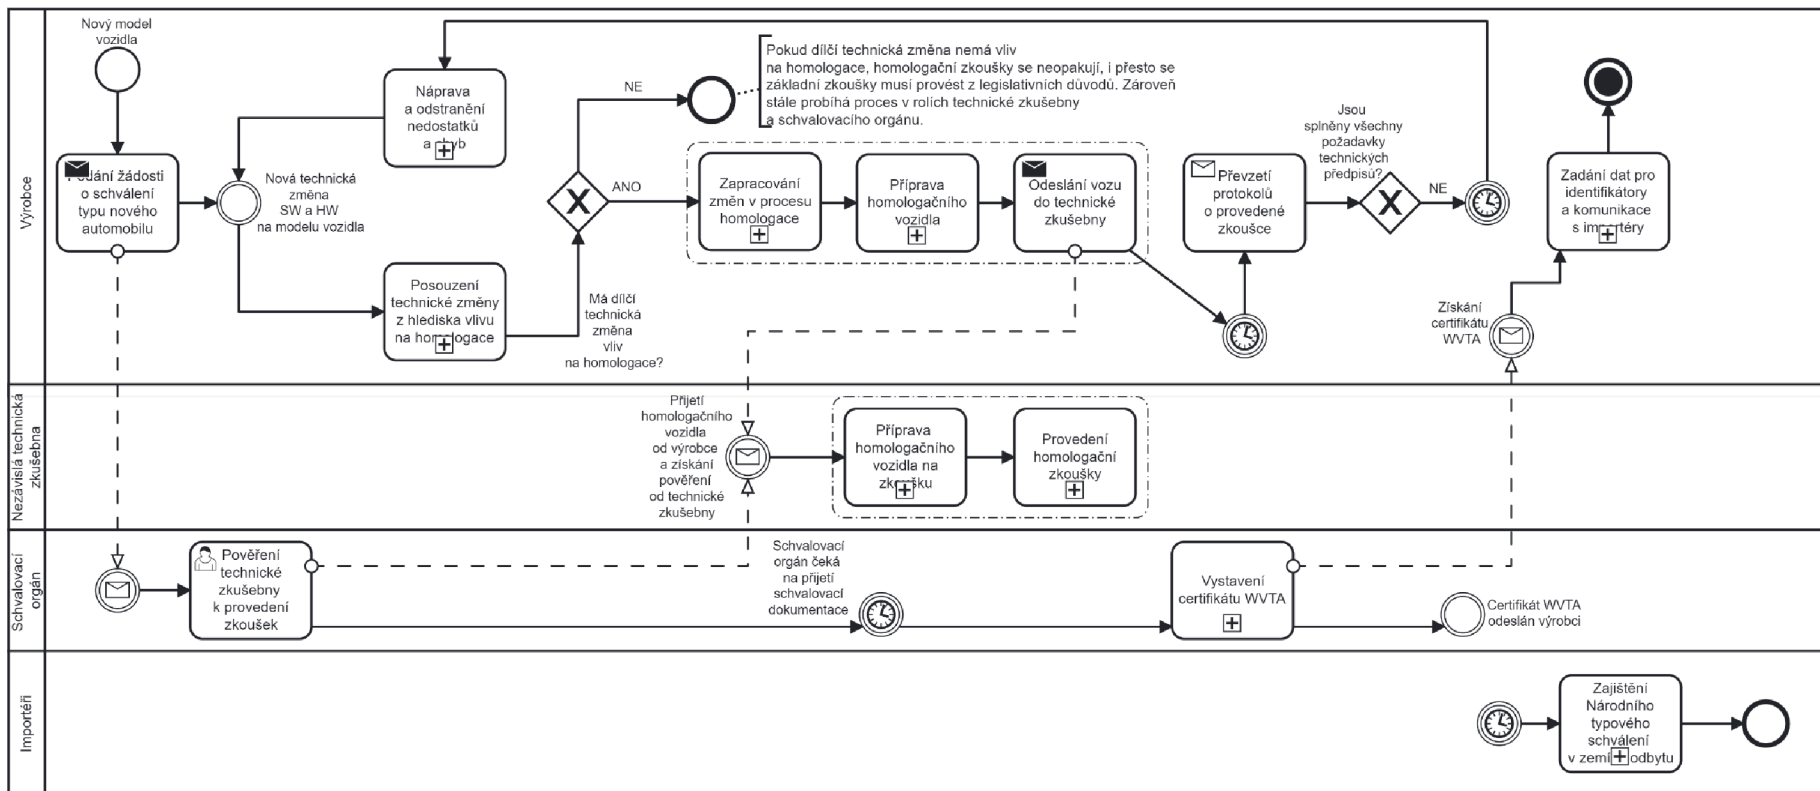 Výrobce
Nový model
vozidla
Podání žádosti
o schválení
typu nového
automobilu
Nová technická
změna
SW a HW
na modelu vozidla
Náprava
a odstranění
nedostatků
a chyb
Posouzení
technické změny
z hlediska vlivu
na homologace
Má dílčí
technická
změna
vliv
na homologace?
NE
ANO
Pokud dílčí technická změna nemá vliv
na homologace, homologační zkoušky se neopakují, i přesto se
základní zkoušky musí provést z legislativních důvodů. Zároveň
stále probíhá proces v rolích technické zkušebny
a schvalovacího orgánu.
Zapracování
změn v procesu
homologace
Příprava
homologačního
vozidla
Odeslání vozu
do technické
zkušebny
Převzetí
protokolů
o provedené
zkoušce
Jsou
splněny všechny
požadavky
technických
předpisů?
NE
Zadání dat pro
identifikátory
a komunikace
s importéry
Získání
certifikátu
WVTA
Nezávislá technická
zkušebna
Přijetí
homologačního
vozidla
od výrobce
a získání
pověření
od technické
zkušebny
Příprava
homologačního
vozidla na
zkoušku
Provedení
homologační
zkoušky
Schvalovací
orgán
Pověření
technické
zkušebny
k provedení
zkoušek
Schvalovací
orgán čeká
na přijetí
schvalovací
dokumentace
Vystavení
certifikátu WVTA
Certifikát WVTA
odeslán výrobci
Importéři
Zajištění
Národního
typového
schválení
v zemi odbytu